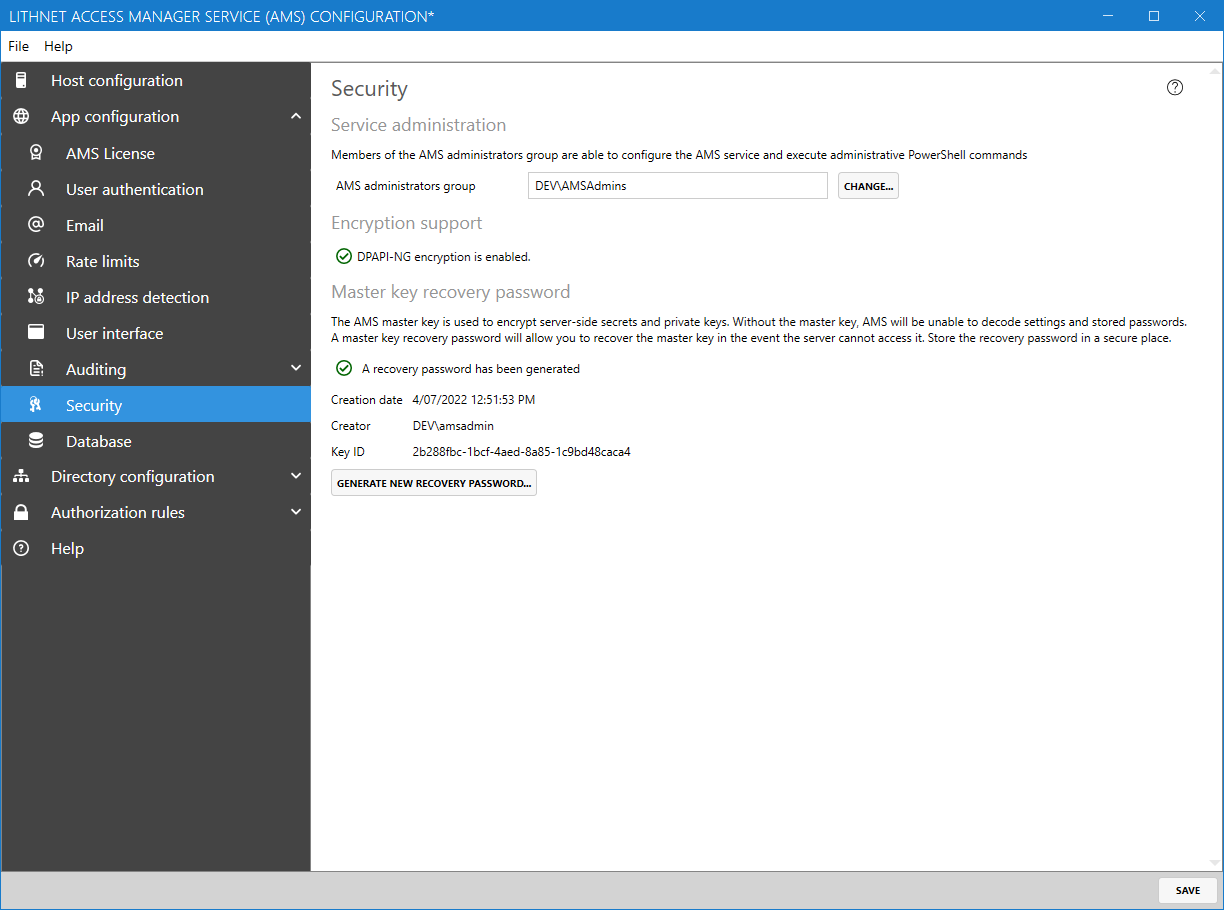 LITHNET ACCESS MANAGER SERVICE (AMS) CONFIGURATION*
File Help
Host configuration
App configuration
AMS License
User authentication
Email
Rate limits
IP address detection
User interface
Auditing
Security
Database
Directory configuration
Authorization rules
Help
Security
Service administration
Members of the AMS administrators group are able to configure the AMS service and execute administrative PowerShell commands
AMS administrators group DEV\AMSAdmins CHANGE...
Encryption support
DPAPI-NG encryption is enabled.
Master key recovery password
The AMS master key is used to encrypt server-side secrets and private keys. Without the master key, AMS will be unable to decode settings and stored passwords.
A master key recovery password will allow you to recover the master key in the event the server cannot access it. Store the recovery password in a secure place.
A recovery password has been generated
Creation date 4/07/2022 12:51:53 PM
Creator DEV\amsadmin
Key ID 2b288fbc-1bcf-4aed-8a85-1c9bd48caca4
GENERATE NEW RECOVERY PASSWORD...
SAVE